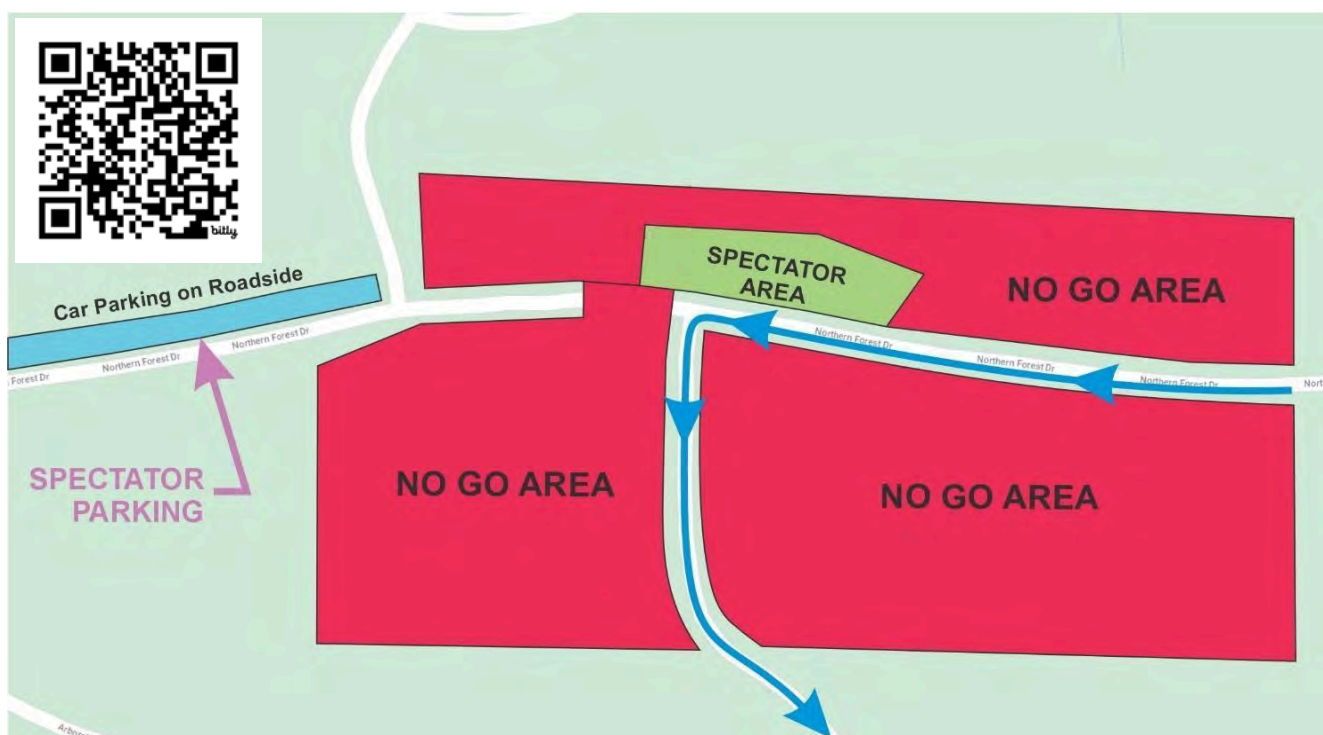 bitly
Car Parking on Roadside
SPECTATOR
AREA
NO GO AREA
Northern Forest Dr
Northern Forest Dr
Forest Dr
Northern Forest Dr
Northern Forest Dr
Northern Forest Dr
SPECTATOR
PARKING
NO GO AREA
NO GO AREA